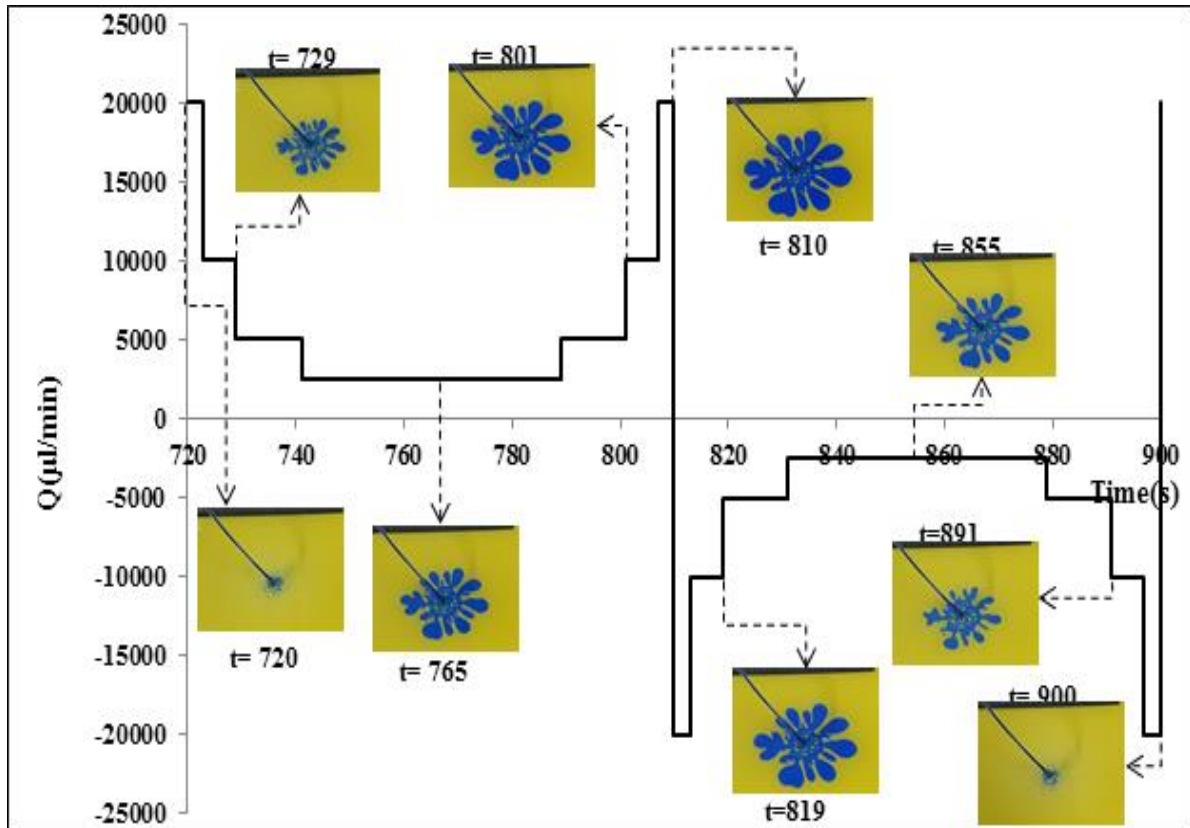 25000
20000
15000
10000
5000
0
-5000
-10000
-15000
-20000
-25000
Q(µl/min)
720 740 760 780 800 820 840 860 880 900
Time(s)
t= 729
t= 801
t= 810
t= 855
t= 720
t= 765
t=819
t=891
t= 900